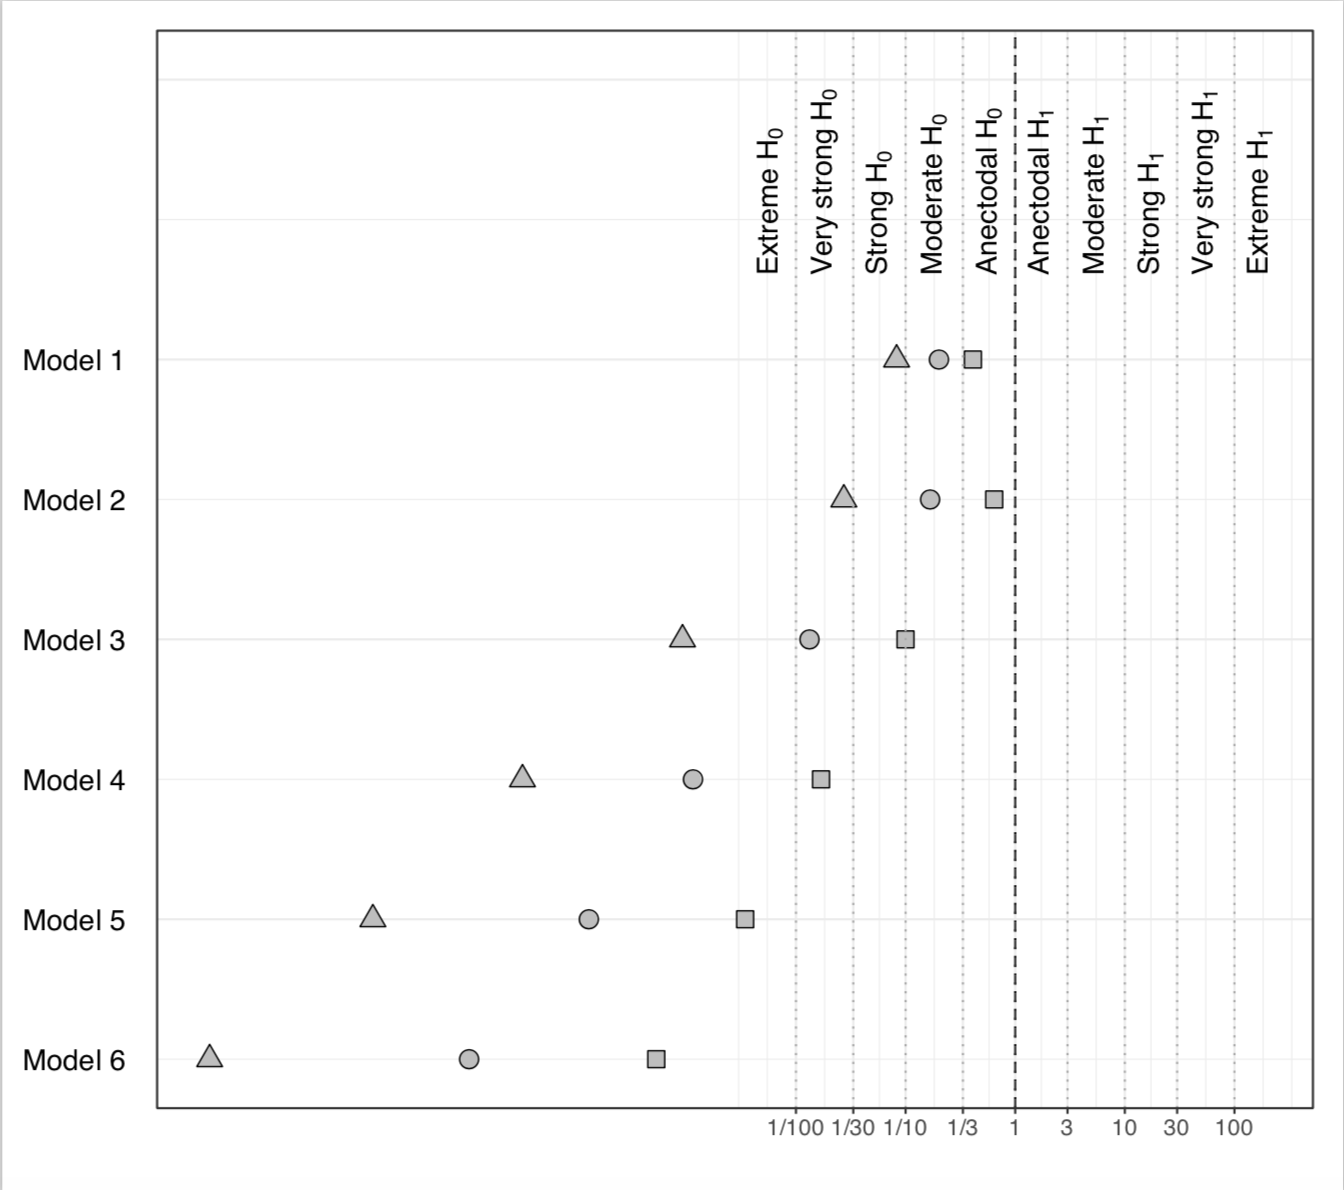 Extreme H₀
Very strong H₀
Strong H₀
Moderate H₀
Anectodal H₀
Anectodal H₁
Moderate H₁
Strong H₁
Very strong H₁
Extreme H₁
Model 1
Model 2
Model 3
Model 4
Model 5
Model 6
1/100 1/30 1/10 1/3 1 3 10 30 100